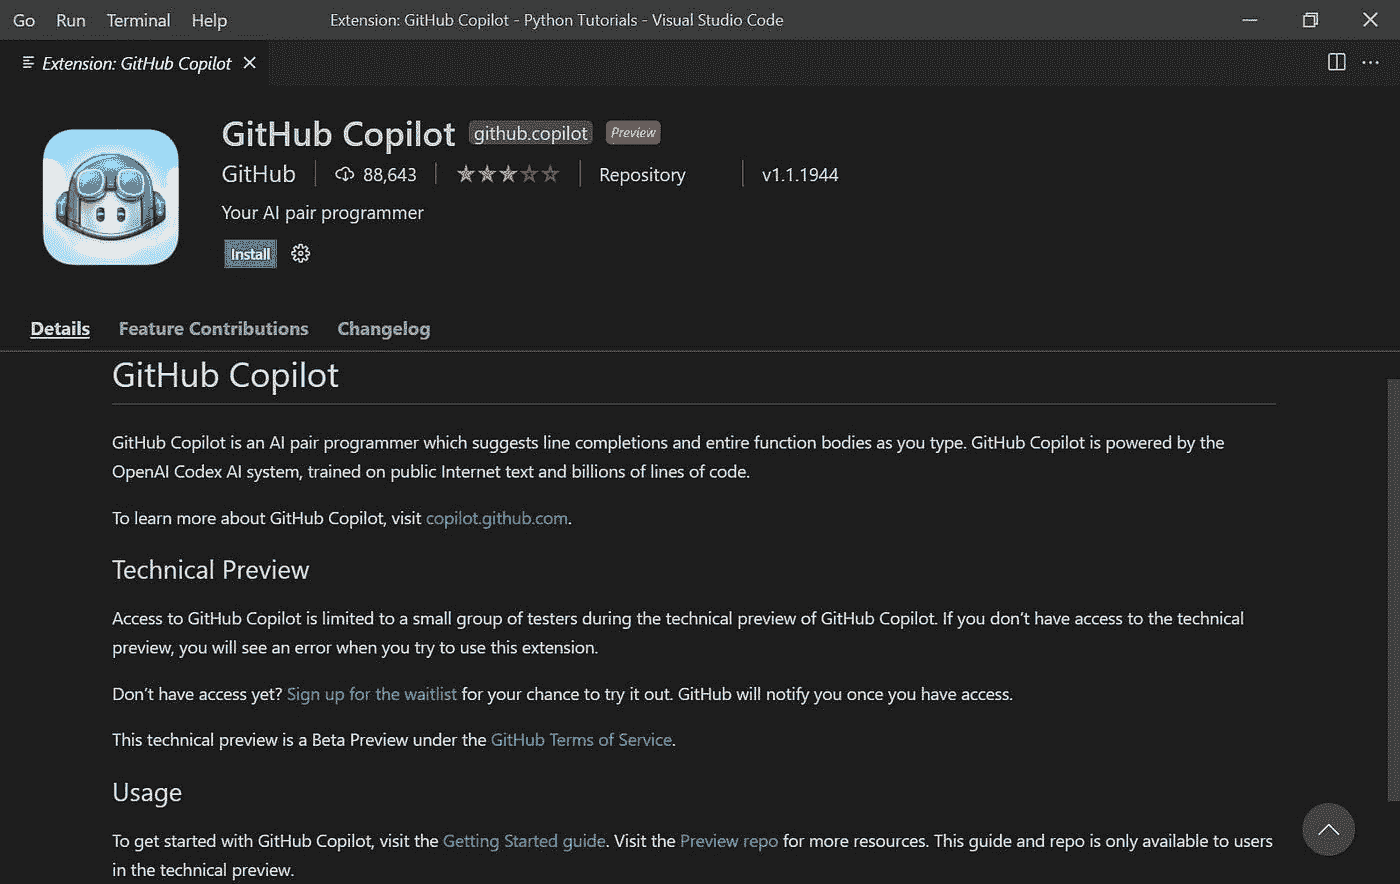 Go Run Terminal Help Extension: GitHub Copilot - Python Tutorials - Visual Studio Code
Extension: GitHub Copilot
GitHub Copilot github.copilot Preview
GitHub 88,643 Repository v1.1.1944
Your AI pair programmer
Install
Details Feature Contributions Changelog
GitHub Copilot
GitHub Copilot is an AI pair programmer which suggests line completions and entire function bodies as you type. GitHub Copilot is powered by the
OpenAI Codex AI system, trained on public Internet text and billions of lines of code.
To learn more about GitHub Copilot, visit copilot.github.com.
Technical Preview
Access to GitHub Copilot is limited to a small group of testers during the technical preview of GitHub Copilot. If you don't have access to the technical
preview, you will see an error when you try to use this extension.
Don't have access yet? Sign up for the waitlist for your chance to try it out. GitHub will notify you once you have access.
This technical preview is a Beta Preview under the GitHub Terms of Service.
Usage
To get started with GitHub Copilot, visit the Getting Started guide. Visit the Preview repo for more resources. This guide and repo is only available to users
in the technical preview.